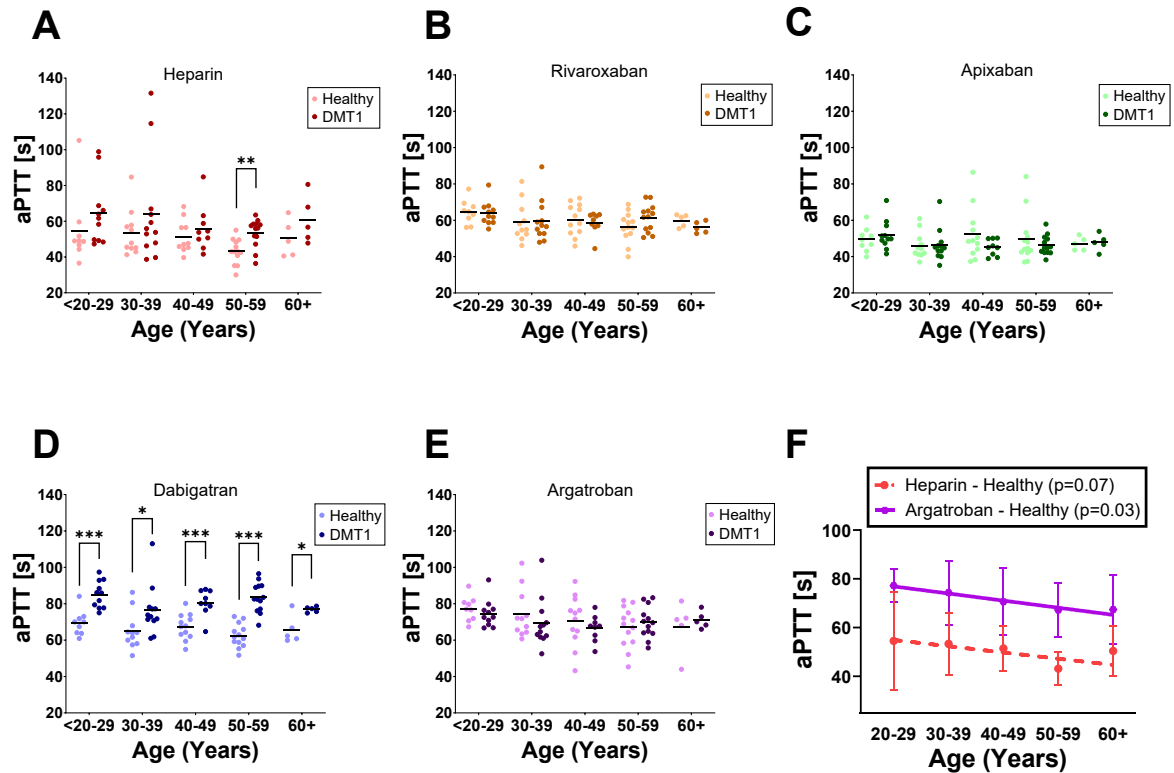 A
Heparin
Healthy
DMT1
140
120
100
80
60
40
20
aPTT [s]
**
<20-29 30-39 40-49 50-59 60+
Age (Years)
B
Rivaroxaban
Healthy
DMT1
140
120
100
80
60
40
20
aPTT [s]
<20-29 30-39 40-49 50-59 60+
Age (Years)
C
Apixaban
Healthy
DMT1
140
120
100
80
60
40
20
aPTT [s]
<20-29 30-39 40-49 50-59 60+
Age (Years)
D
Dabigatran
Healthy
DMT1
140
120
100
80
60
40
20
aPTT [s]
*** * *** *** *
<20-29 30-39 40-49 50-59 60+
Age (Years)
E
Argatroban
Healthy
DMT1
140
120
100
80
60
40
20
aPTT [s]
<20-29 30-39 40-49 50-59 60+
Age (Years)
F
Heparin - Healthy (p=0.07)
Argatroban - Healthy (p=0.03)
100
80
60
40
aPTT [s]
20-29 30-39 40-49 50-59 60+
Age (Years)